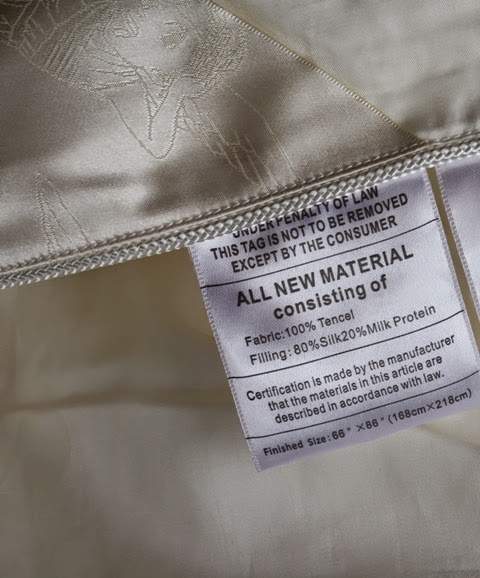 UNDER PENALTY OF LAW
THIS TAG IS NOT TO BE REMOVED
EXCEPT BY THE CONSUMER
ALL NEW MATERIAL
consisting of
Fabric:100% Tencel
Filling:80%Silk20%Milk Protein
Certification is made by the manufacturer
that the materials in this article are
described in accordance with law.
Finished Size:66" ×86"(168cm×218cm)